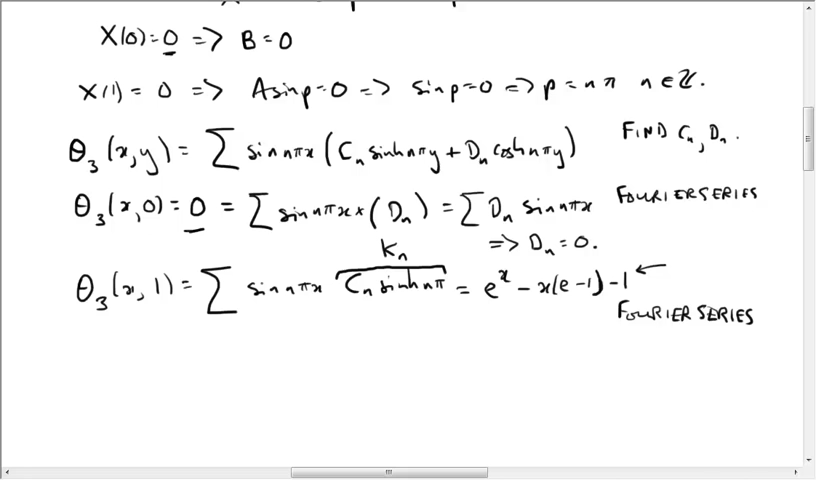 X(0) = 0 => B = 0
X(1) = 0 => A sin p = 0 => sin p = 0 => p = nπ n ∈ ℤ.
θ₃(x,y) = ∑ sin nπx (Cₙ sinh nπy + Dₙ cosh nπy) FIND Cₙ, Dₙ.
θ₃(x,0) = 0 = ∑ sin nπx × (Dₙ) = ∑ Dₙ sin nπx FOURIER SERIES
=> Dₙ = 0.
Kₙ
θ₃(x,1) = ∑ sin nπx Cₙ sinh nπ = eˣ - x(e-1) - 1 ←
FOURIER SERIES